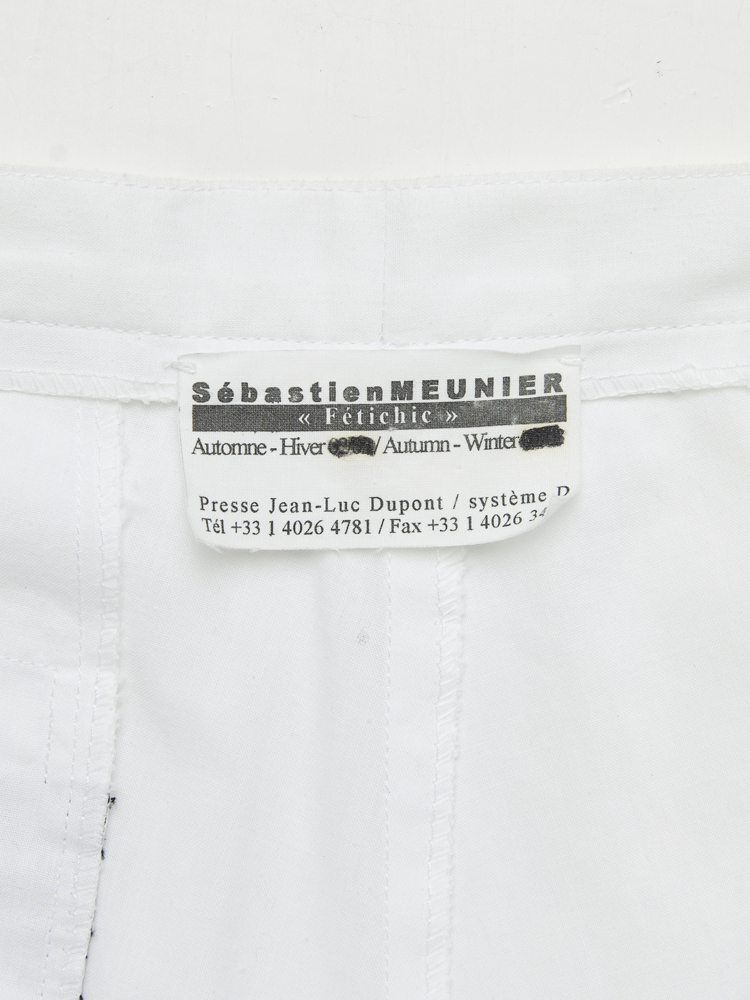 SébastienMEUNIER
« Fétichic »
Automne - Hiver / Autumn - Winter
Presse Jean-Luc Dupont / système D
Tél +33 1 4026 4781 / Fax +33 1 4026 34